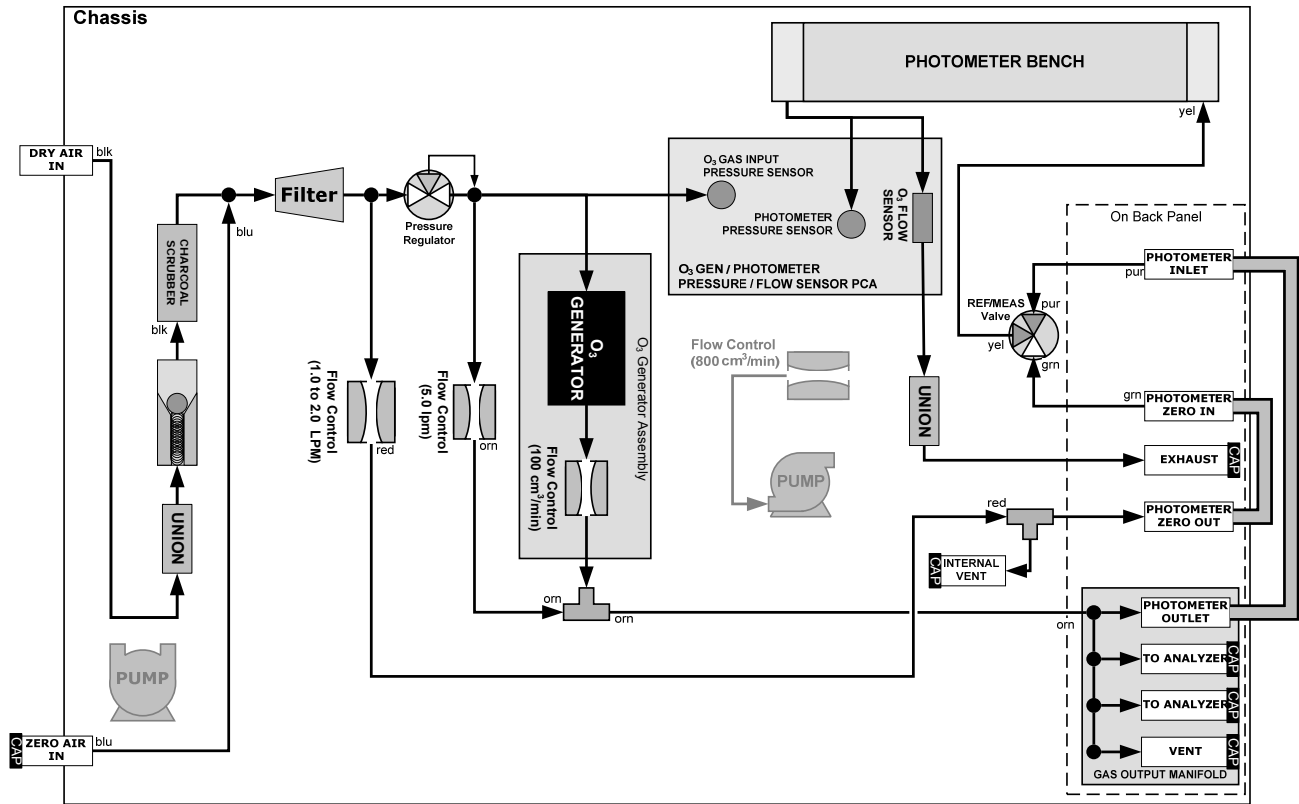 Chassis
PHOTOMETER BENCH
yel
DRY AIR
IN
blk
O₃ GAS INPUT
PRESSURE SENSOR
PHOTOMETER
PRESSURE SENSOR
O₃ FLOW
SENSOR
O₃ GEN / PHOTOMETER
PRESSURE / FLOW SENSOR PCA
Filter
Pressure
Regulator
blu
CHARCOAL
SCRUBBER
blk
UNION
On Back Panel
PHOTOMETER
INLET
pur
pur
REF/MEAS
Valve
yel
grn
grn
PHOTOMETER
ZERO IN
O₃
GENERATOR
O₃ Generator Assembly
Flow Control
(1.0 to 2.0 LPM)
red
Flow Control
(5.0 lpm)
orn
Flow Control
(100 cm³/min)
Flow Control
(800 cm³/min)
PUMP
UNION
EXHAUST
CAP
red
PHOTOMETER
ZERO OUT
CAP
INTERNAL
VENT
orn
orn
orn
PHOTOMETER
OUTLET
TO ANALYZER
CAP
TO ANALYZER
CAP
VENT
CAP
GAS OUTPUT MANIFOLD
PUMP
CAP
ZERO AIR
IN
blu